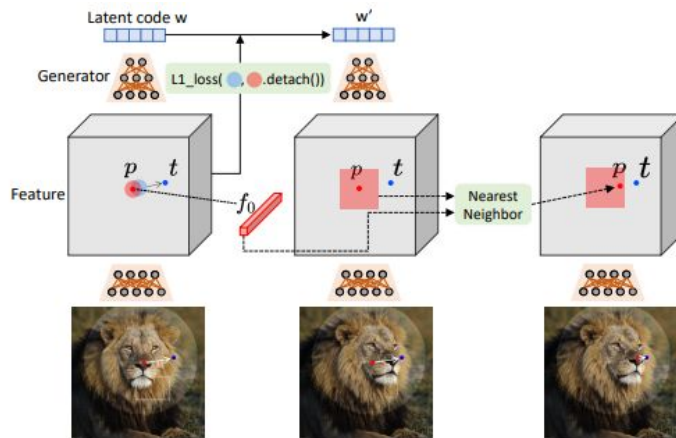 Latent code w
w'
Generator
L1_loss( , .detach())
Feature
p
t
f₀
p
t
Nearest
Neighbor
p
t